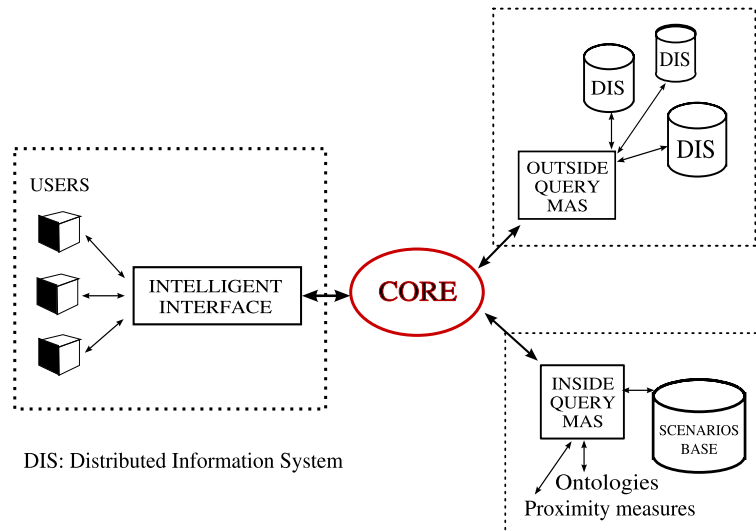 USERS
INTELLIGENT
INTERFACE
CORE
DIS
DIS
DIS
OUTSIDE
QUERY
MAS
INSIDE
QUERY
MAS
SCENARIOS
BASE
Ontologies
Proximity measures
DIS: Distributed Information System